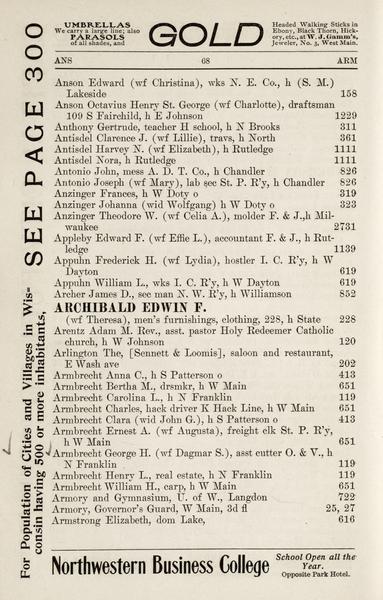 UMBRELLAS
We carry a large line; also
PARASOLS
of all shades, and
GOLD
Headed Walking Sticks in
Ebony, Black Thorn, Hick-
ory, etc., at W. J. Gamm's,
Jeweler, No. 3, West Main.
ANS 68 ARM
Anson Edward (wf Christina), wks N. E. Co., h (S. M.)
Lakeside 158
Anson Octavius Henry St. George (wf Charlotte), draftsman
109 S Fairchild, h E Johnson 1229
Anthony Gertrude, teacher H school, h N Brooks 311
Antisdel Clarence J. (wf Lillie), travs, h North 361
Antisdel Harvey N. (wf Elizabeth), h Rutledge 1111
Antisdel Nora, h Rutledge 1111
Antonio John, mess A. D. T. Co., h Chandler 826
Antonio Joseph (wf Mary), lab sec St. P. R'y, h Chandler 826
Anzinger Frances, h W Doty o 319
Anzinger Johanna (wid Wolfgang) h W Doty o 323
Anzinger Theodore W. (wf Celia A.), molder F. & J., h Mil-
waukee 2731
Appleby Edward F. (wf Effie L.), accountant F. & J., h Rut-
ledge 1139
Appuhn Frederick H. (wf Lydia), hostler I. C. R'y, h W
Dayton 619
Appuhn William L., wks I. C. R'y, h W Dayton 619
Archer James D., sec man N. W. R'y, h Williamson 852
ARCHIBALD EDWIN F.
(wf Theresa), men's furnishings, clothing, 228, h State 228
Arentz Adam M. Rev., asst. pastor Holy Redeemer Catholic
church, h W Johnson 120
Arlington The, [Sennett & Loomis], saloon and restaurant,
E Wash ave 202
Armbrecht Anna C., h S Patterson o 413
Armbrecht Bertha M., drsmkr, h W Main 651
Armbrecht Carolina L., h N Franklin 119
Armbrecht Charles, hack driver K Hack Line, h W Main 651
Armbrecht Clara (wid John G.), h S Patterson o 413
Armbrecht Ernest A. (wf Augusta), freight elk St. P. R'y,
h W Main 651
Armbrecht George H. (wf Dagmar S.), asst cutter O. & V., h
N Franklin 119
Armbrecht Henry L., real estate, h N Franklin 119
Armbrecht William H., carp, h W Main 651
Armory and Gymnasium, U. of W., Langdon 722
Armory, Governor's Guard, W Main, 3d fl 25, 27
Armstrong Elizabeth, dom Lake, 616
For Population of Cities and Villages in Wis-
consin having 500 or more inhabitants,
SEE PAGE 300
Northwestern Business College
School Open all the
Year.
Opposite Park Hotel.